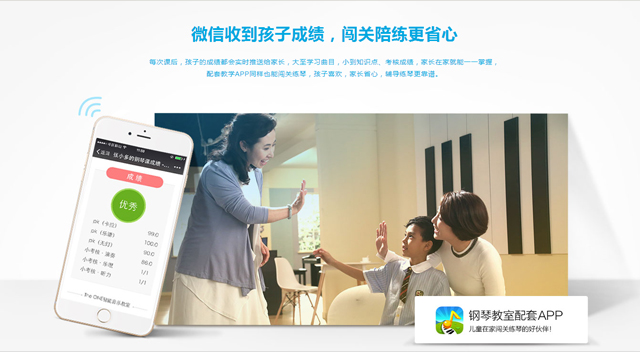 微信收到孩子成绩，闯关陪练更省心
每次课后，孩子的成绩都会实时推送给家长，大至学习曲目，小到知识点、考核成绩，家长在家就能一一掌握，
配套教学APP同样也能闯关练琴，孩子喜欢，家长省心，辅导练琴更靠谱。
返回 张小多的钢琴课成绩
成绩
优秀
99.0
100.0
90.0
小考核·演奏
86.0
小考核·乐理
1/1
小考核·听力
1/1
The ONE智能音乐教室
钢琴教室配套APP
儿童在家闯关练琴的好伙伴！